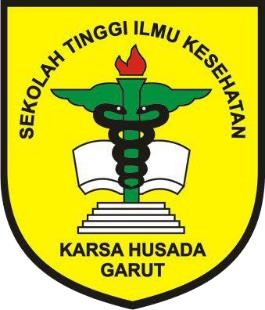 SEKOLAH TINGGI ILMU KESEHATAN
KARSA HUSADA
GARUT